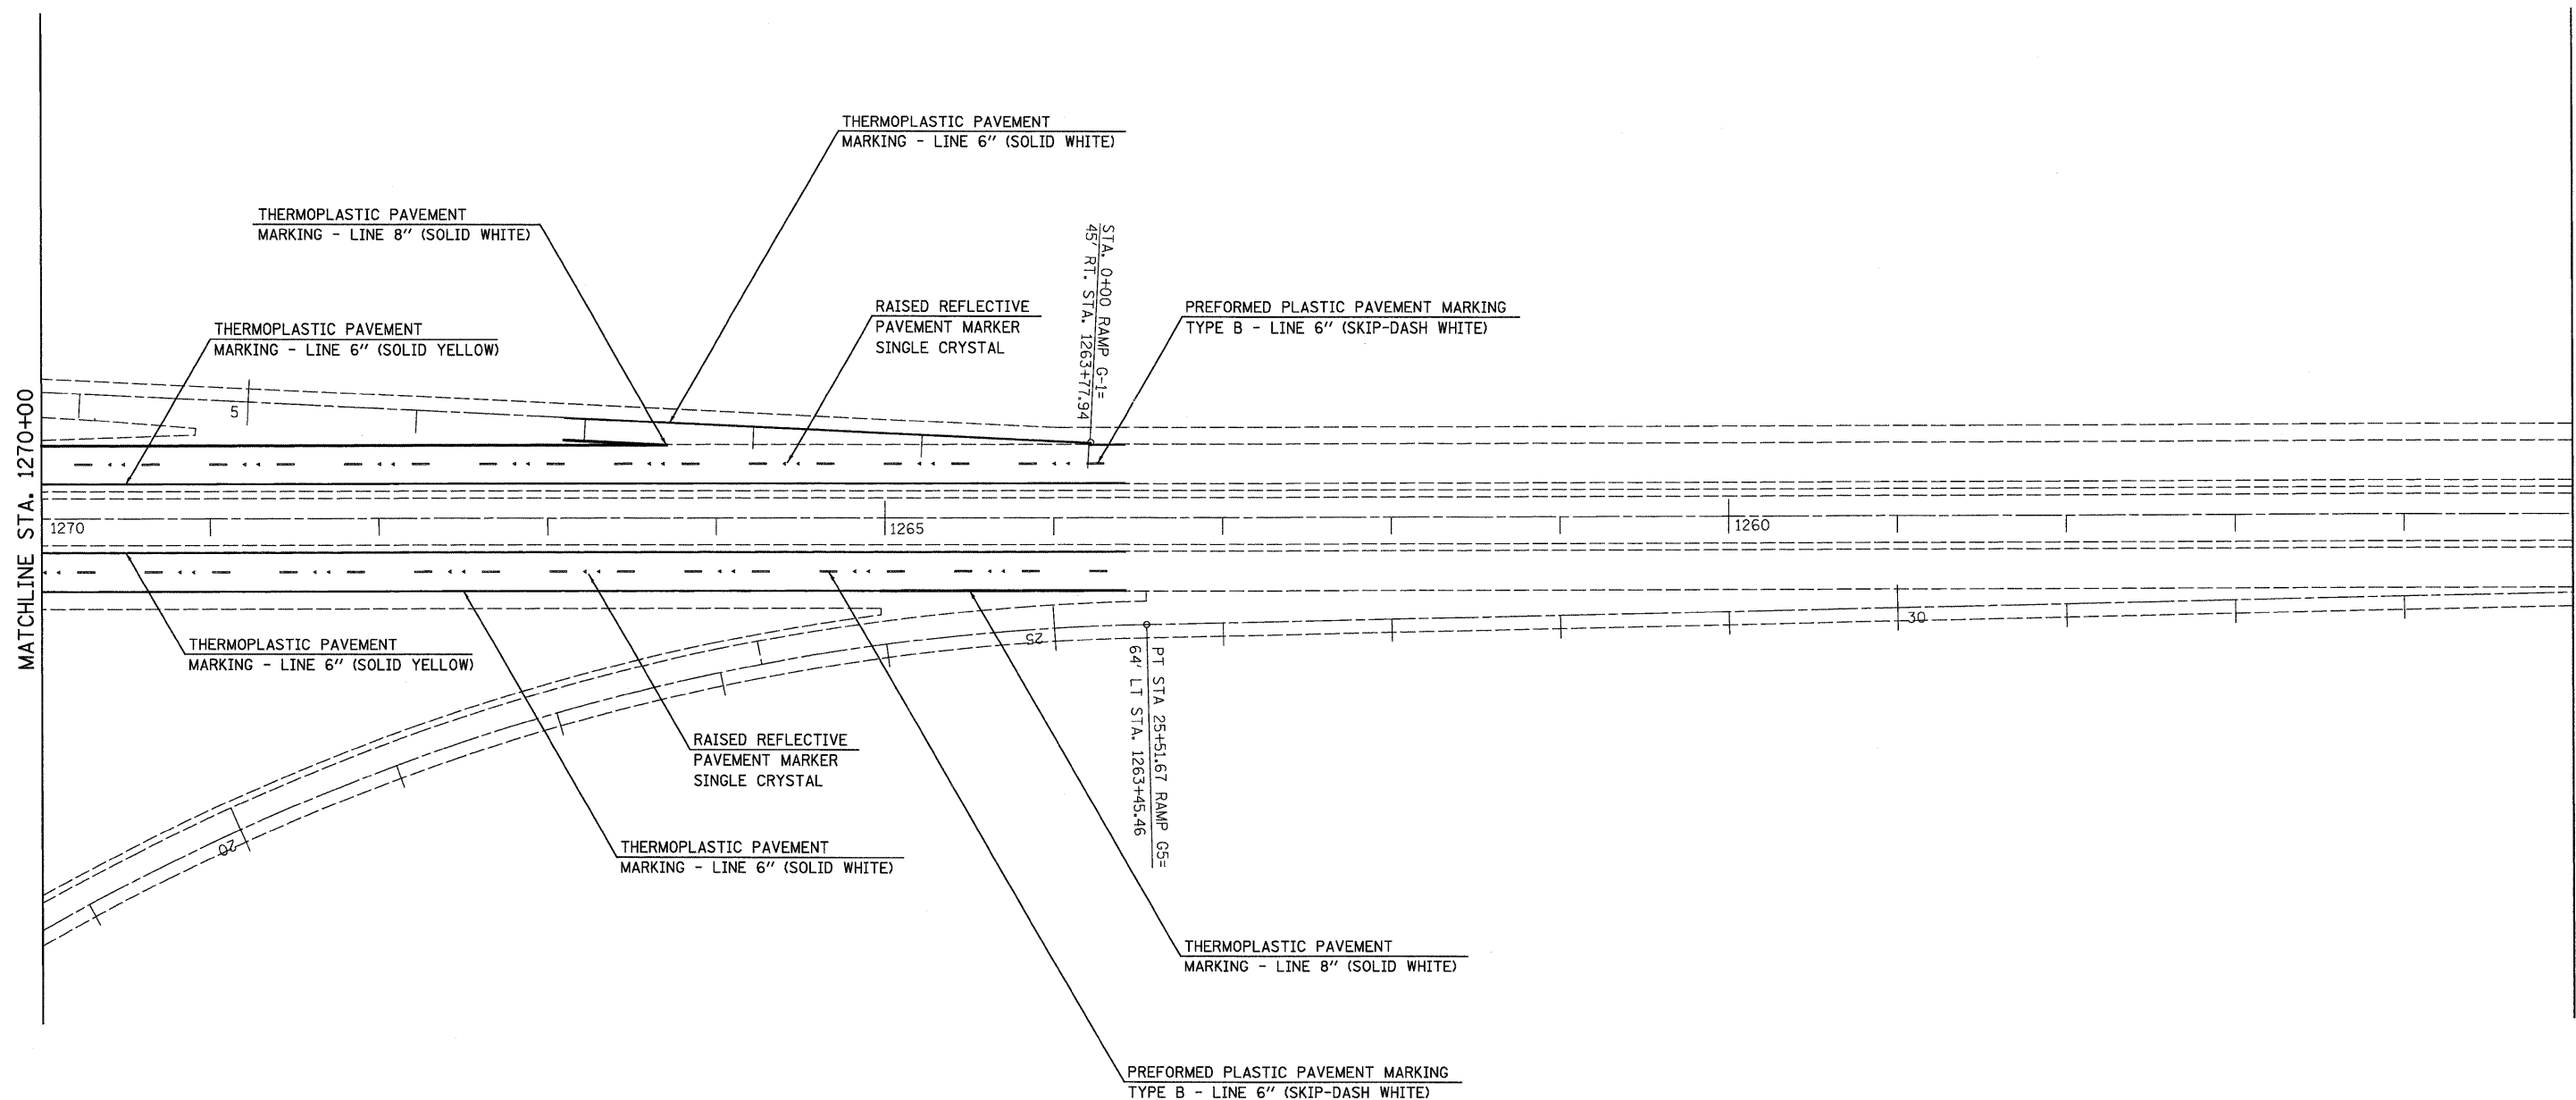 THERMOPLASTIC PAVEMENT
MARKING - LINE 6" (SOLID WHITE)
THERMOPLASTIC PAVEMENT
MARKING - LINE 8" (SOLID WHITE)
STA. 0+00 RAMP G-1=
45' RT. STA. 1263+77.94
RAISED REFLECTIVE
PAVEMENT MARKER
SINGLE CRYSTAL
PREFORMED PLASTIC PAVEMENT MARKING
TYPE B - LINE 6" (SKIP-DASH WHITE)
THERMOPLASTIC PAVEMENT
MARKING - LINE 6" (SOLID YELLOW)
MATCHLINE STA. 1270+00
5
1270
1265
1260
30
25
20
THERMOPLASTIC PAVEMENT
MARKING - LINE 6" (SOLID YELLOW)
PT STA 25+51.67 RAMP G5=
64' LT STA. 1263+45.46
RAISED REFLECTIVE
PAVEMENT MARKER
SINGLE CRYSTAL
THERMOPLASTIC PAVEMENT
MARKING - LINE 6" (SOLID WHITE)
THERMOPLASTIC PAVEMENT
MARKING - LINE 8" (SOLID WHITE)
PREFORMED PLASTIC PAVEMENT MARKING
TYPE B - LINE 6" (SKIP-DASH WHITE)